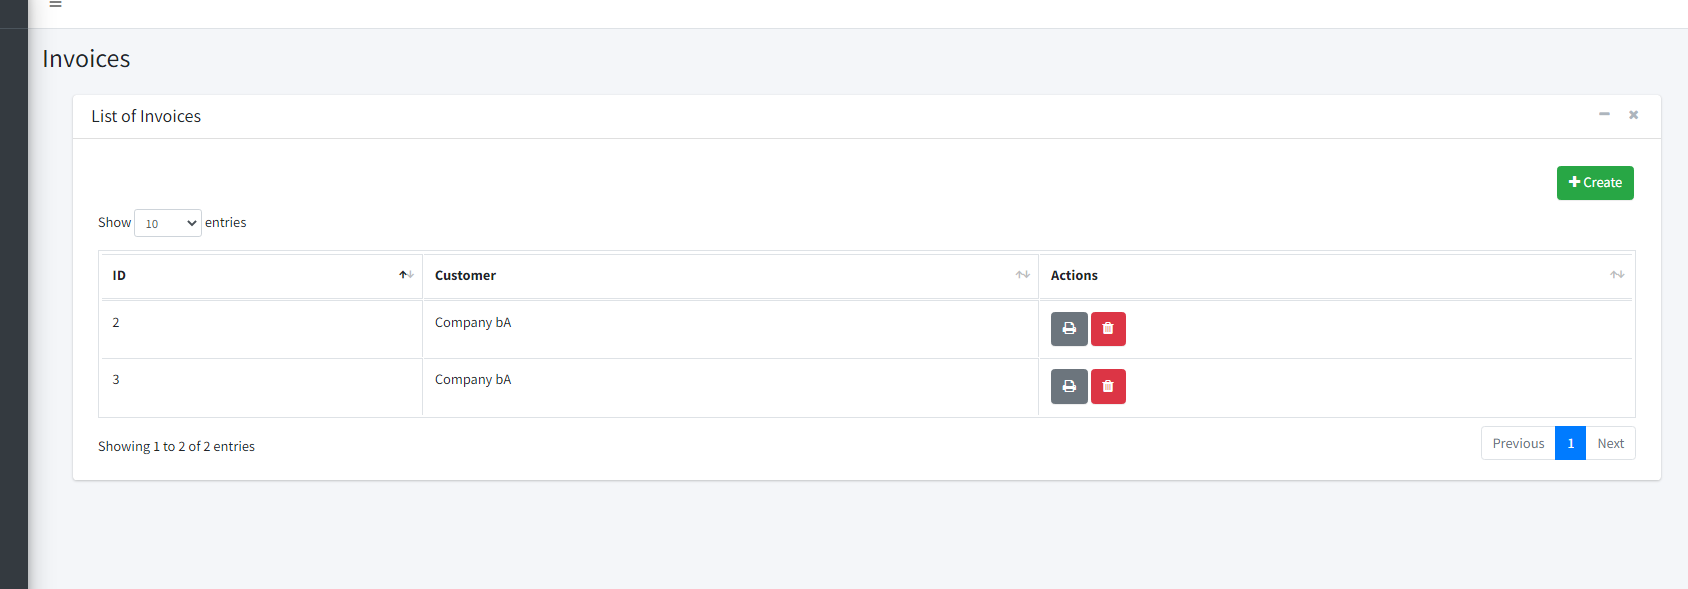 Invoices
List of Invoices
Create
Show 10 entries
ID Customer Actions
2 Company bA
3 Company bA
Showing 1 to 2 of 2 entries
Previous 1 Next